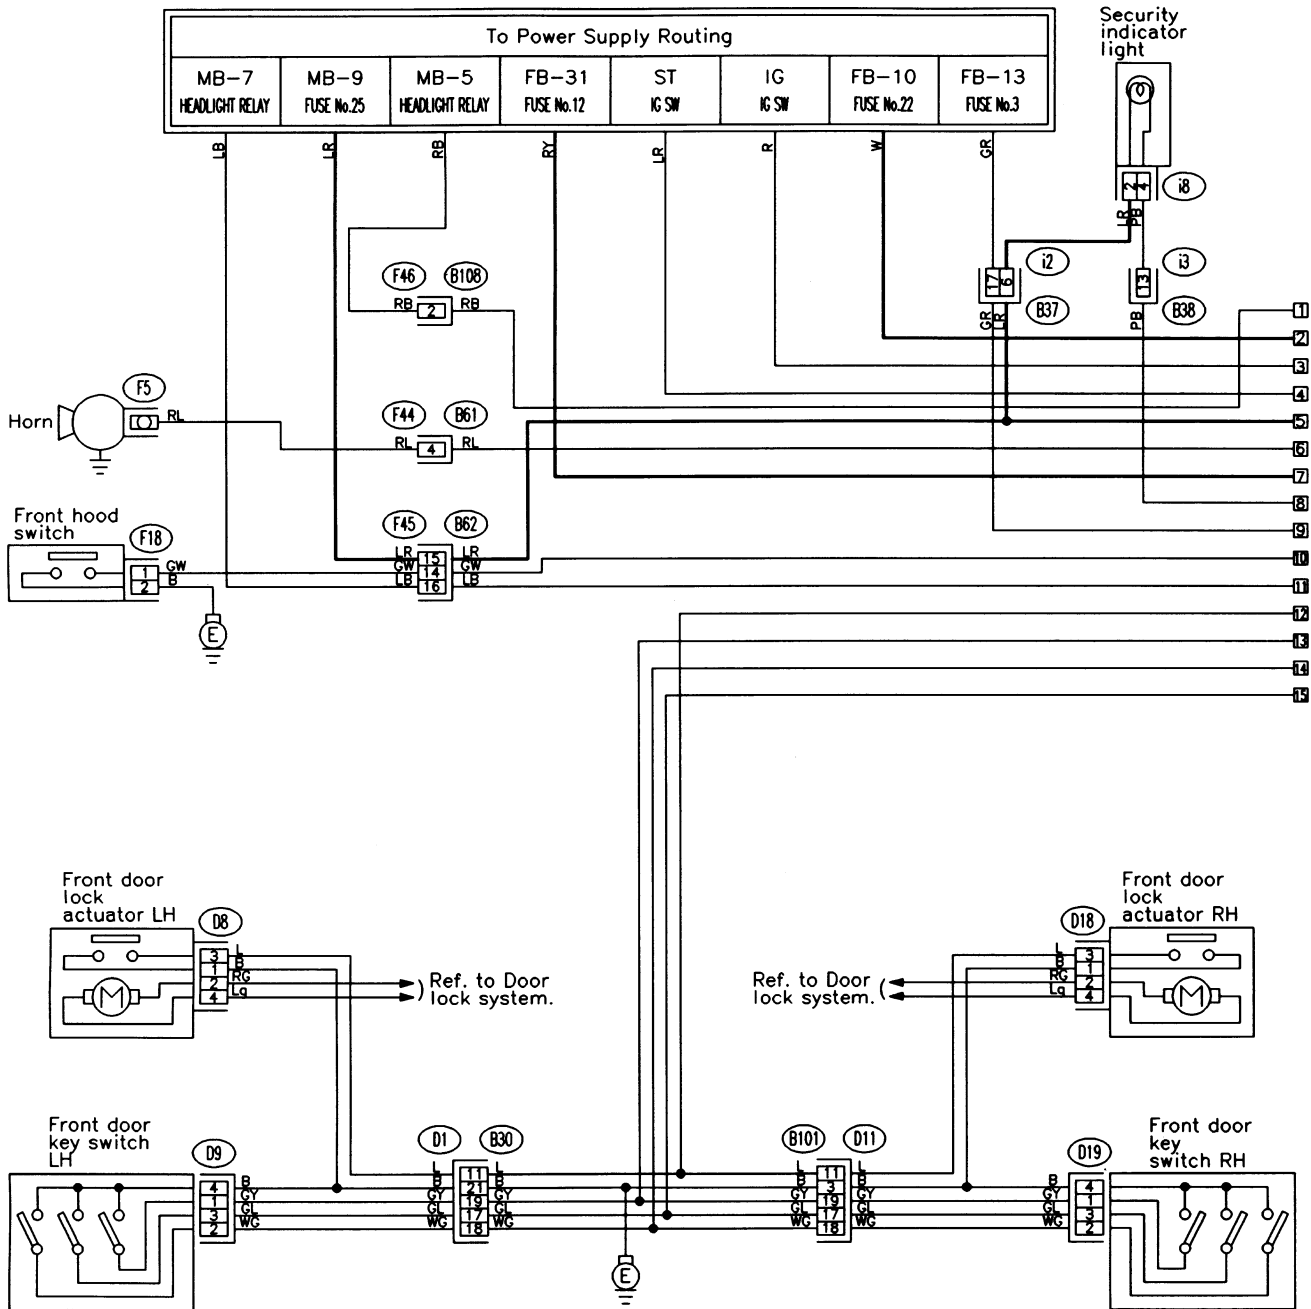 To Power Supply Routing
MB-7 MB-9 MB-5 FB-31 ST IG FB-10 FB-13
HEADLIGHT RELAY FUSE No.25 HEADLIGHT RELAY FUSE No.12 IG SW IG SW FUSE No.22 FUSE No.3
LB LR RB RY LR R W GR
Security
indicator
light
2 4 i8
LR PB
17 6 i2
13 i3
B37 B38
GR LR PB
F46 B108
RB 2 RB
1
2
3
4
5
6
7
8
9
10
11
12
13
14
15
Horn F5
RL
F44 B61
RL 4 RL
Front hood
switch
F18
1 GW
2 B
E
F45 B62
LR 15 LR
GW 14 GW
LB 16 LB
Front door
lock
actuator LH
D8
M
3 L
1 B
2 RG
4 Lg
Ref. to Door
lock system.
Ref. to Door
lock system.
Front door
lock
actuator RH
D18
L 3
B 1
RG 2
Lg 4
M
Front door
key switch
LH
D9
4 B
1 GY
3 GL
2 WG
D1 B30
L 11 L
B 21 B
GY 19 GY
GL 17 GL
WG 18 WG
E
B101 D11
L 11 L
B 3 B
GY 19 GY
GL 17 GL
WG 18 WG
Front door
key
switch RH
D19
B 4
GY 1
GL 3
WG 2